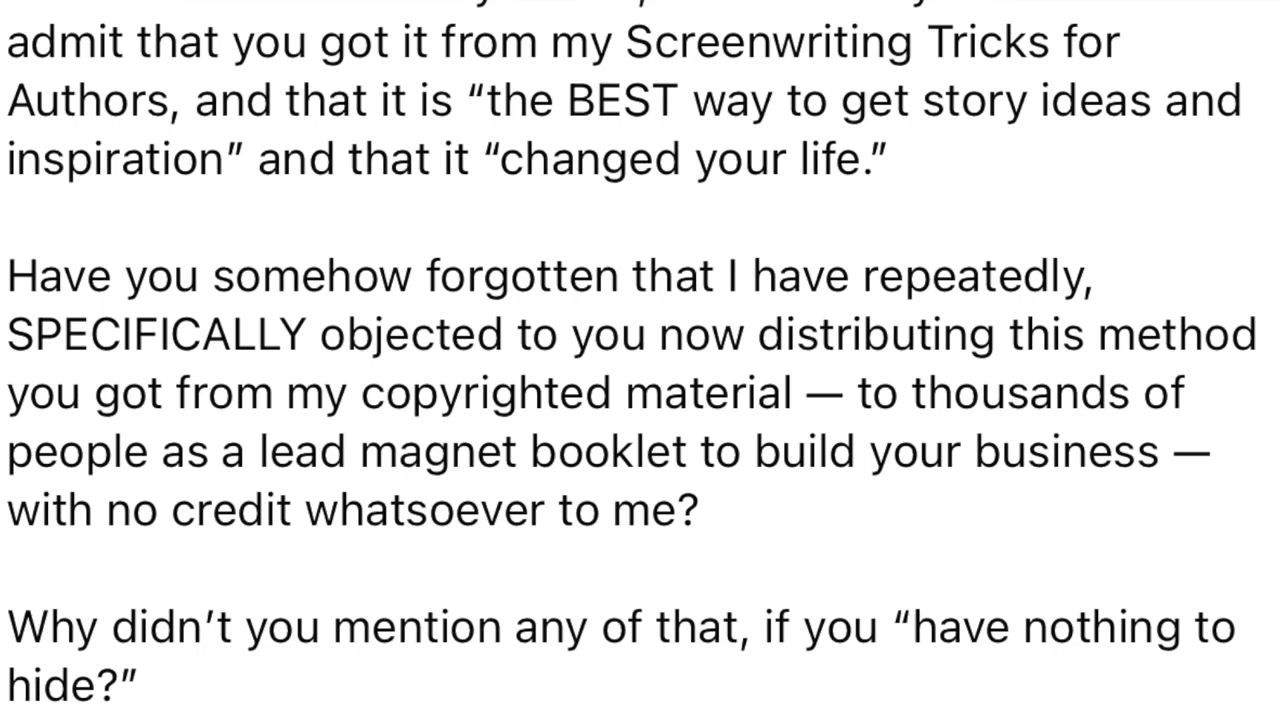 admit that you got it from my Screenwriting Tricks for
Authors, and that it is “the BEST way to get story ideas and
inspiration” and that it “changed your life.”
Have you somehow forgotten that I have repeatedly,
SPECIFICALLY objected to you now distributing this method
you got from my copyrighted material — to thousands of
people as a lead magnet booklet to build your business —
with no credit whatsoever to me?
Why didn’t you mention any of that, if you “have nothing to
hide?”